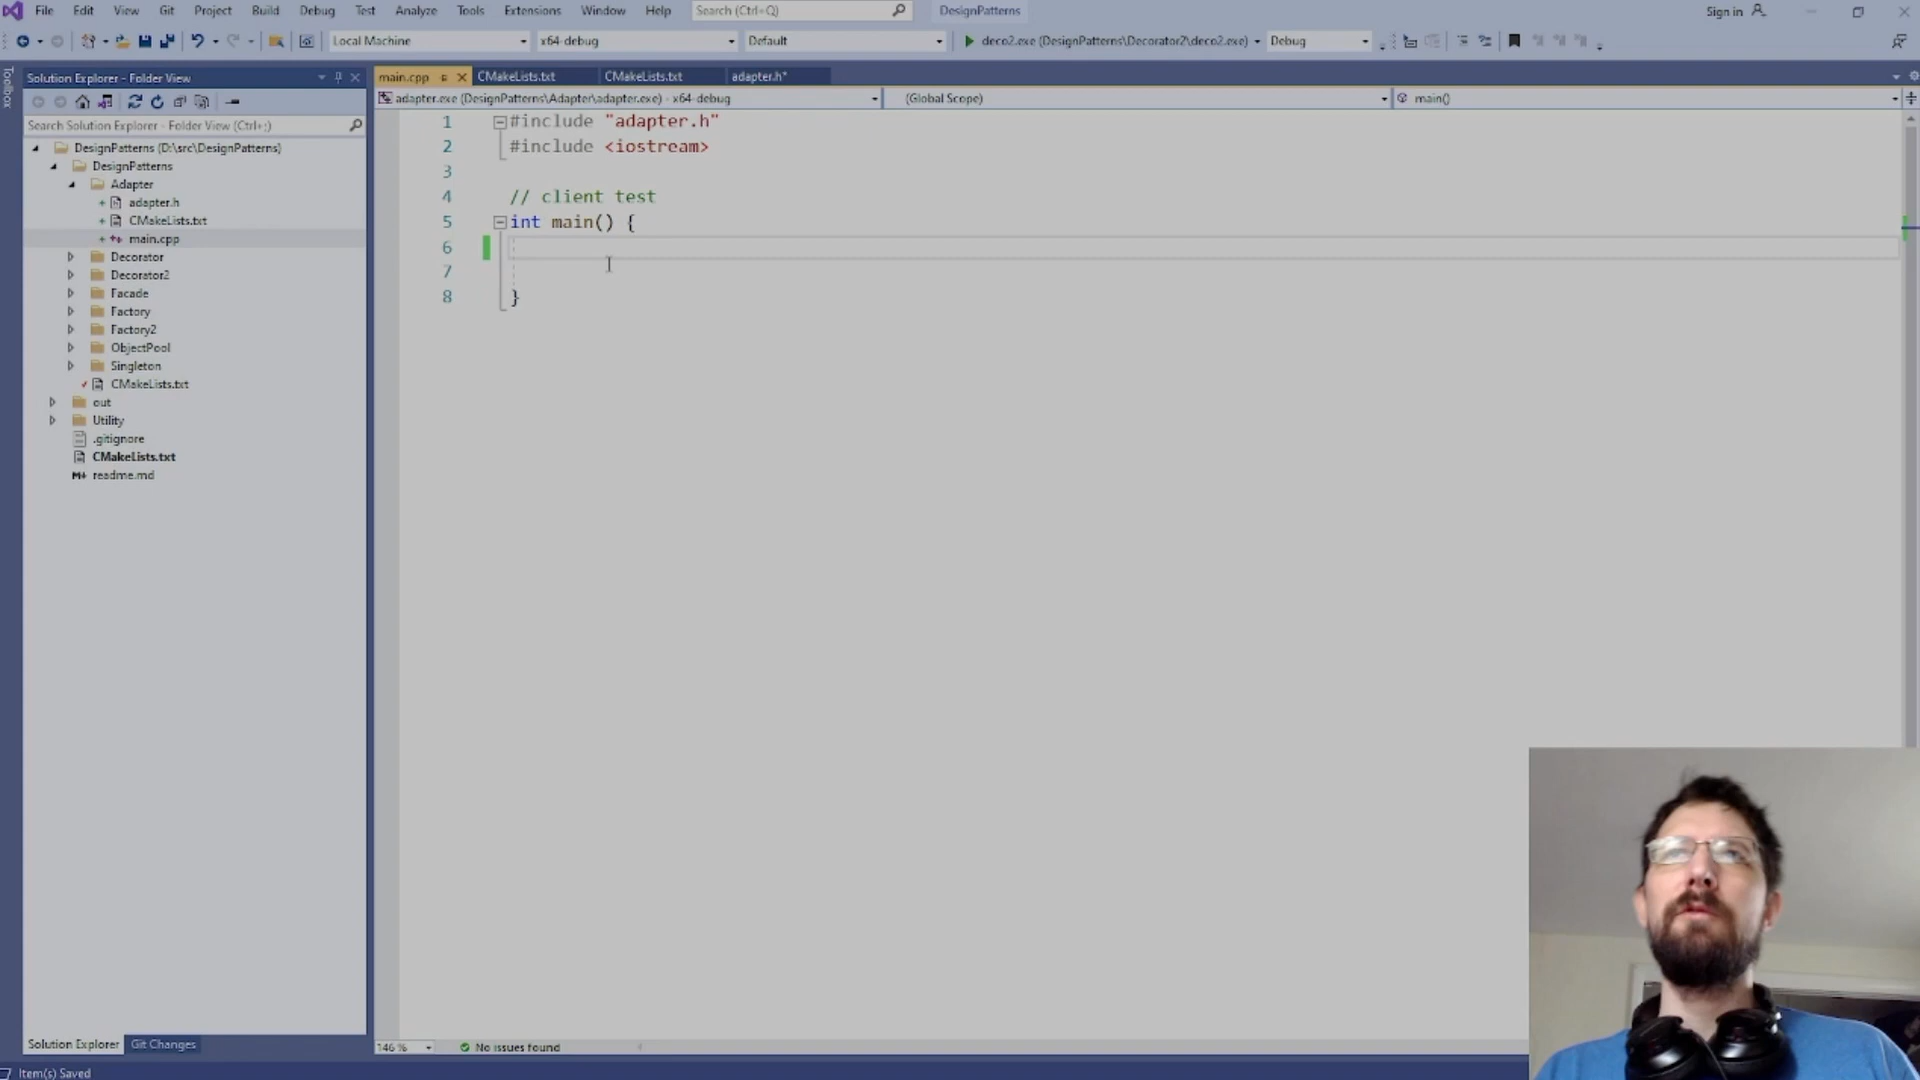 File Edit View Git Project Build Debug Test Analyze Tools Extensions Window Help Search (Ctrl+Q) DesignPatterns Sign in
Local Machine x64-debug Default deco2.exe (DesignPatterns\Decorator2\deco2.exe) Debug
Toolbox
Solution Explorer - Folder View
main.cpp CMakeLists.txt CMakeLists.txt adapter.h*
adapter.exe (DesignPatterns\Adapter\adapter.exe) - x64-debug (Global Scope) main()
Search Solution Explorer - Folder View (Ctrl+;)
DesignPatterns (D:\src\DesignPatterns)
DesignPatterns
Adapter
adapter.h
CMakeLists.txt
main.cpp
Decorator
Decorator2
Facade
Factory
Factory2
ObjectPool
Singleton
CMakeLists.txt
out
Utility
.gitignore
CMakeLists.txt
readme.md
1 #include "adapter.h"
2 #include <iostream>
3
4 // client test
5 int main() {
6
7
8 }
Solution Explorer Git Changes
146 % No issues found
Item(s) Saved